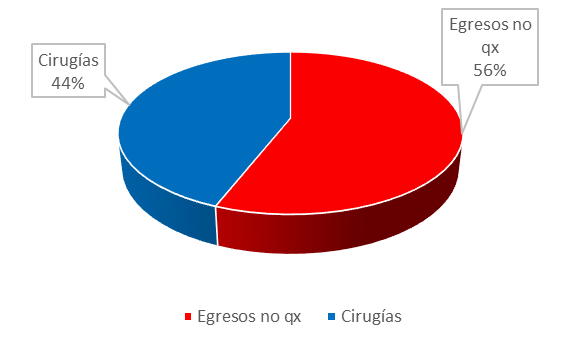 Egresos no
qx
56%
Cirugías
44%
Egresos no qx
Cirugías